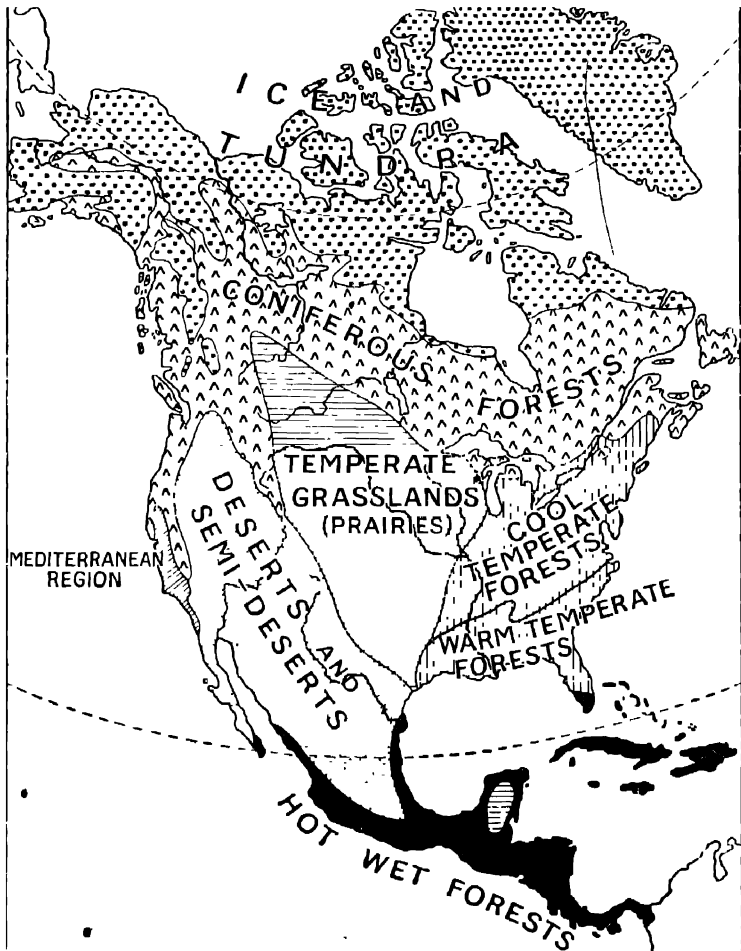 ICE AND
TUNDRA
CONIFEROUS
FORESTS
TEMPERATE
GRASSLANDS
(PRAIRIES)
COOL
TEMPERATE
FORESTS
DESERTS AND
SEMI-DESERTS
MEDITERRANEAN
REGION
WARM TEMPERATE
FORESTS
HOT WET FORESTS